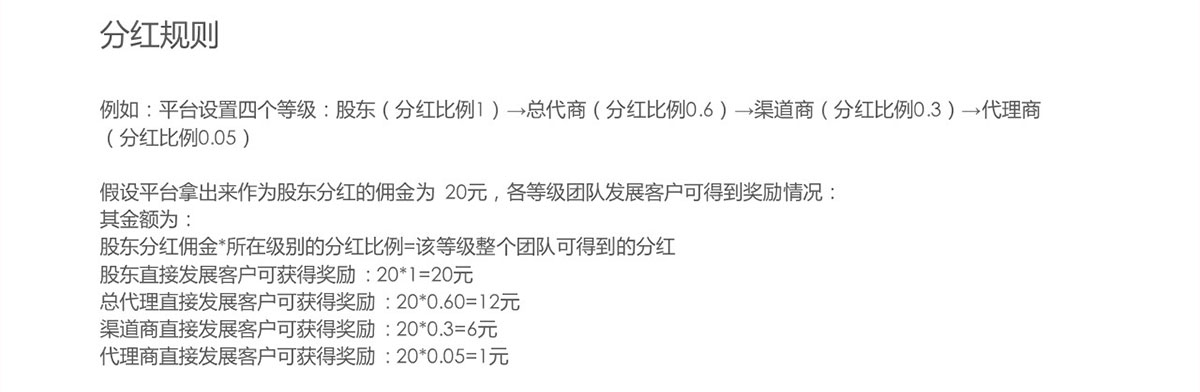 分红规则
例如：平台设置四个等级：股东（分红比例1）→总代商（分红比例0.6）→渠道商（分红比例0.3）→代理商
（分红比例0.05）
假设平台拿出来作为股东分红的佣金为 20元，各等级团队发展客户可得到奖励情况：
其金额为：
股东分红佣金*所在级别的分红比例=该等级整个团队可得到的分红
股东直接发展客户可获得奖励 ：20*1=20元
总代理直接发展客户可获得奖励 ：20*0.60=12元
渠道商直接发展客户可获得奖励 ：20*0.3=6元
代理商直接发展客户可获得奖励 ：20*0.05=1元